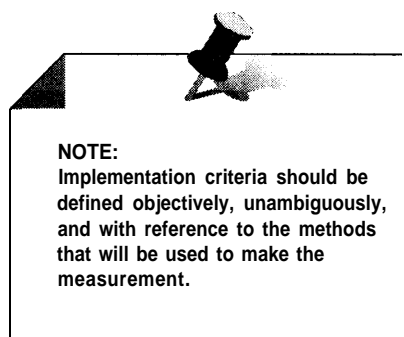 NOTE:
Implementation criteria should be
defined objectively, unambiguously,
and with reference to the methods
that will be used to make the
measurement.